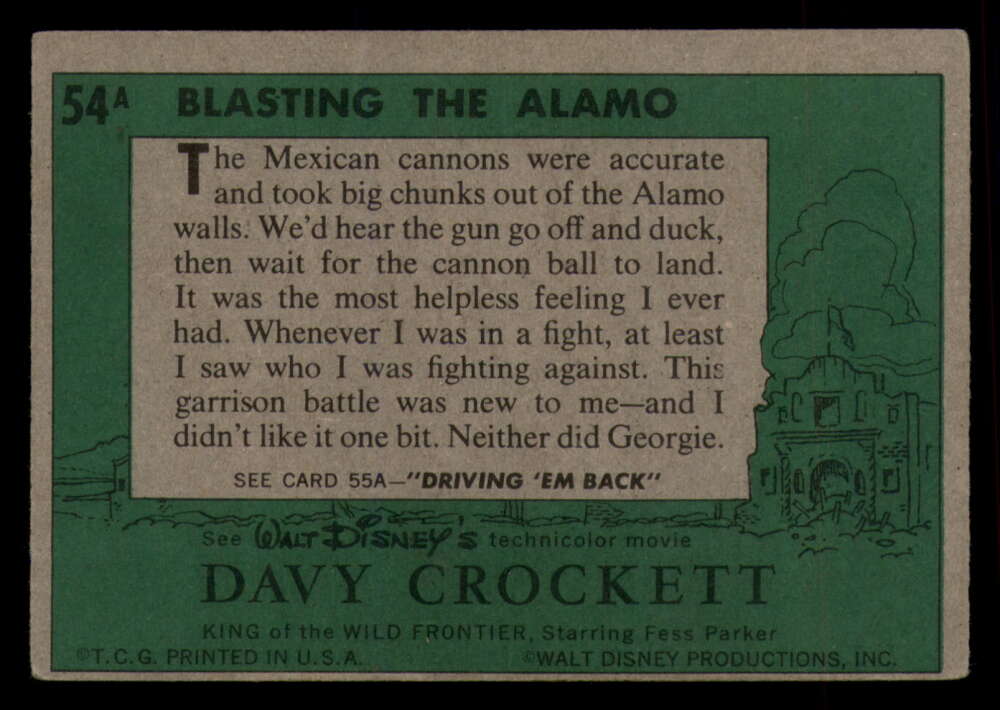 54A BLASTING THE ALAMO
The Mexican cannons were accurate
and took big chunks out of the Alamo
walls. We'd hear the gun go off and duck,
then wait for the cannon ball to land.
It was the most helpless feeling I ever
had. Whenever I was in a fight, at least
I saw who I was fighting against. This
garrison battle was new to me—and I
didn't like it one bit. Neither did Georgie.
SEE CARD 55A—"DRIVING 'EM BACK"
See WALT DISNEY'S technicolor movie
DAVY CROCKETT
KING of the WILD FRONTIER, Starring Fess Parker
©T.C.G. PRINTED IN U.S.A. ©WALT DISNEY PRODUCTIONS, INC.